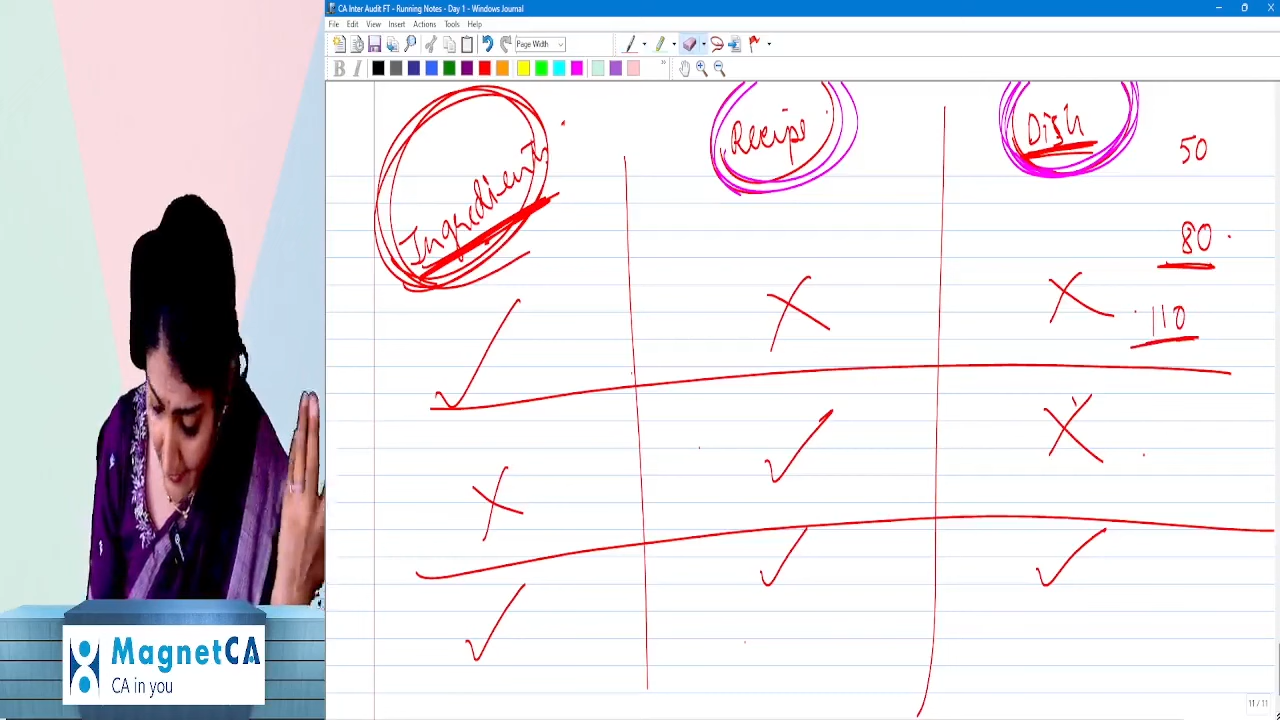 CA Inter Audit FT - Running Notes - Day 1 - Windows Journal
File Edit View Insert Actions Tools Help
Page Width
B I
Ingredients Recipe Dish 50
80
110
MagnetCA
CA in you
11 / 11